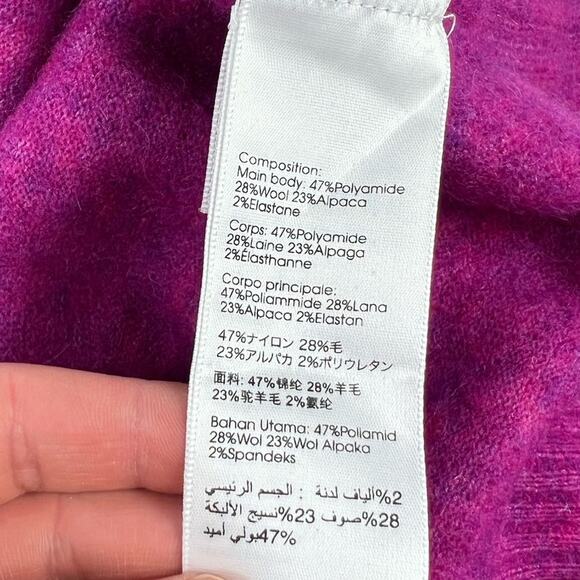 Composition:
Main body: 47%Polyamide
28%Wool 23%Alpaca
2%Elastane
Corps: 47%Polyamide
28%Laine 23%Alpaga
2%Élasthanne
Corpo principale:
47%Poliammide 28%Lana
23%Alpaca 2%Elastan
47%ナイロン 28%毛
23%アルパカ 2%ポリウレタン
面料: 47%锦纶 28%羊毛
23%驼羊毛 2%氨纶
Bahan Utama: 47%Poliamid
28%Wol 23%Wol Alpaka
2%Spandeks
الجسم الرئيسي : 2%ألياف لدنة
28%صوف 23%نسيج الألبكة
47%بولي أميد